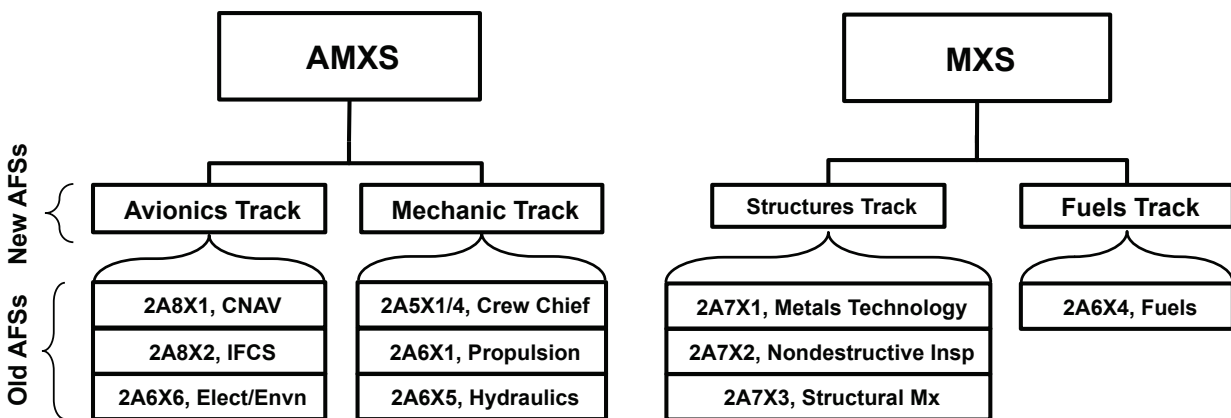 AMXS
MXS
New AFSs
Avionics Track
Mechanic Track
Structures Track
Fuels Track
Old AFSs
2A8X1, CNAV
2A5X1/4, Crew Chief
2A7X1, Metals Technology
2A6X4, Fuels
2A8X2, IFCS
2A6X1, Propulsion
2A7X2, Nondestructive Insp
2A6X6, Elect/Envn
2A6X5, Hydraulics
2A7X3, Structural Mx